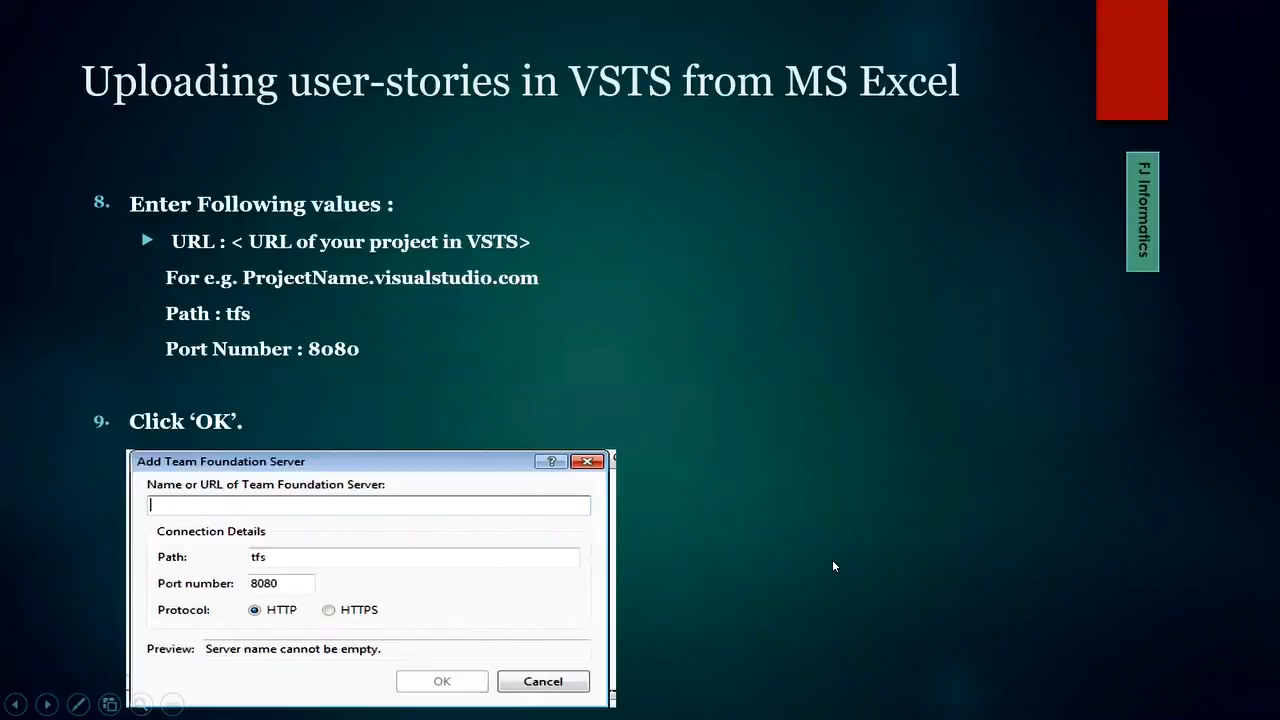 Uploading user-stories in VSTS from MS Excel
FJ Informatics
8. Enter Following values :
URL : < URL of your project in VSTS>
For e.g. ProjectName.visualstudio.com
Path : tfs
Port Number : 8080
9. Click ‘OK’.
Add Team Foundation Server
?
Name or URL of Team Foundation Server:
Connection Details
Path: tfs
Port number: 8080
Protocol: HTTP HTTPS
Preview: Server name cannot be empty.
OK Cancel